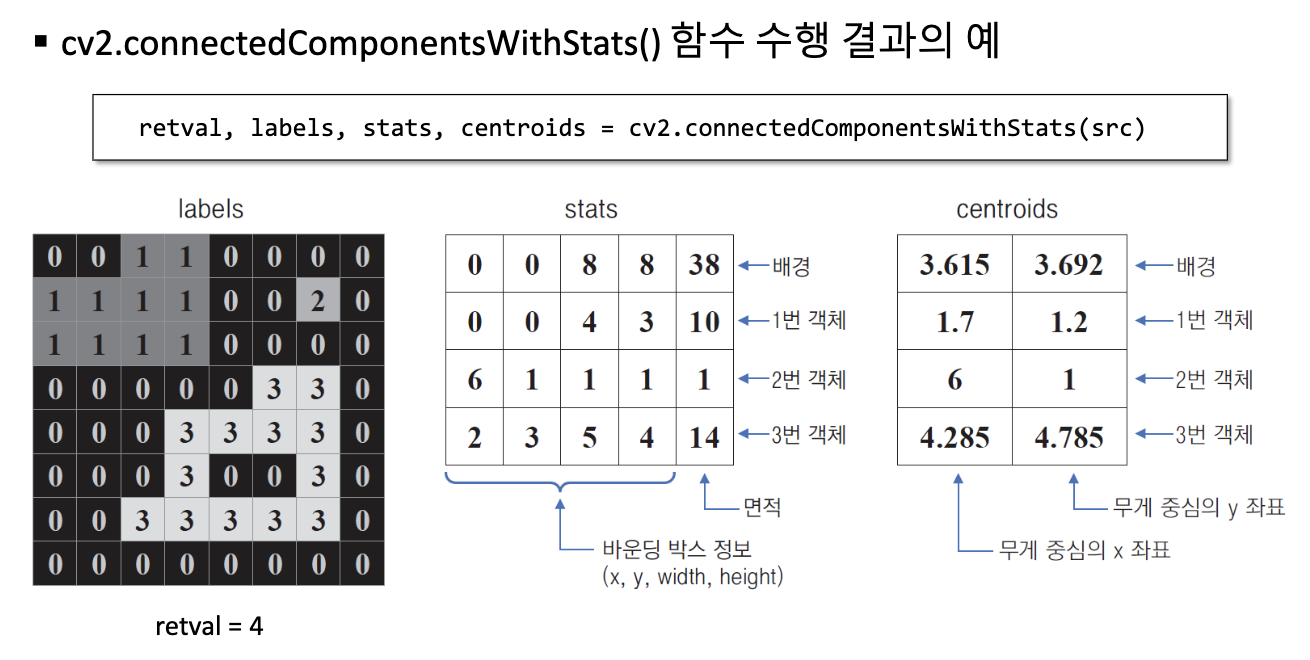 ▪ cv2.connectedComponentsWithStats() 함수 수행 결과의 예
retval, labels, stats, centroids = cv2.connectedComponentsWithStats(src)
labels
0 0 1 1 0 0 0 0
1 1 1 1 0 0 2 0
1 1 1 1 0 0 0 0
0 0 0 0 0 3 3 0
0 0 0 3 3 3 3 0
0 0 0 3 0 0 3 0
0 0 3 3 3 3 3 0
0 0 0 0 0 0 0 0
retval = 4
stats
0 0 8 8 38 배경
0 0 4 3 10 1번 객체
6 1 1 1 1 2번 객체
2 3 5 4 14 3번 객체
면적
바운딩 박스 정보
(x, y, width, height)
centroids
3.615 3.692 배경
1.7 1.2 1번 객체
6 1 2번 객체
4.285 4.785 3번 객체
무게 중심의 y 좌표
무게 중심의 x 좌표